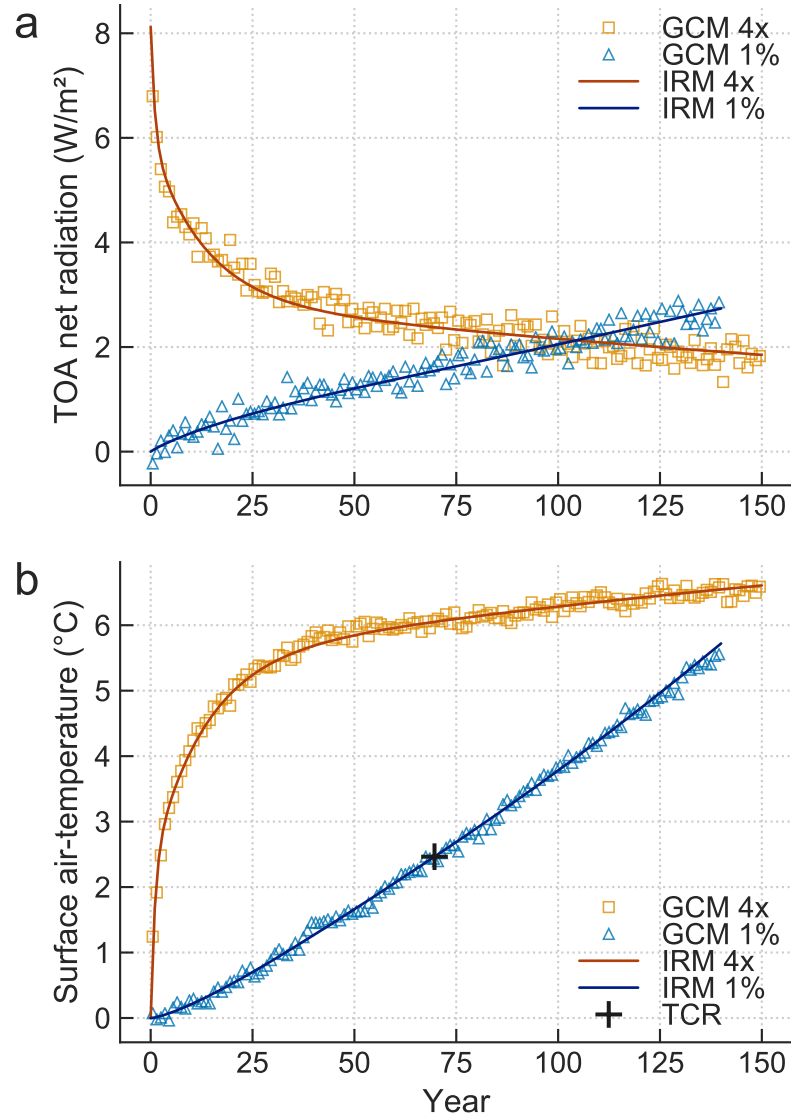 a
TOA net radiation (W/m²)
8
6
4
2
0
GCM 4x
GCM 1%
IRM 4x
IRM 1%
0 25 50 75 100 125 150
b
Surface air-temperature (°C)
6
5
4
3
2
1
0
GCM 4x
GCM 1%
IRM 4x
IRM 1%
TCR
0 25 50 75 100 125 150
Year